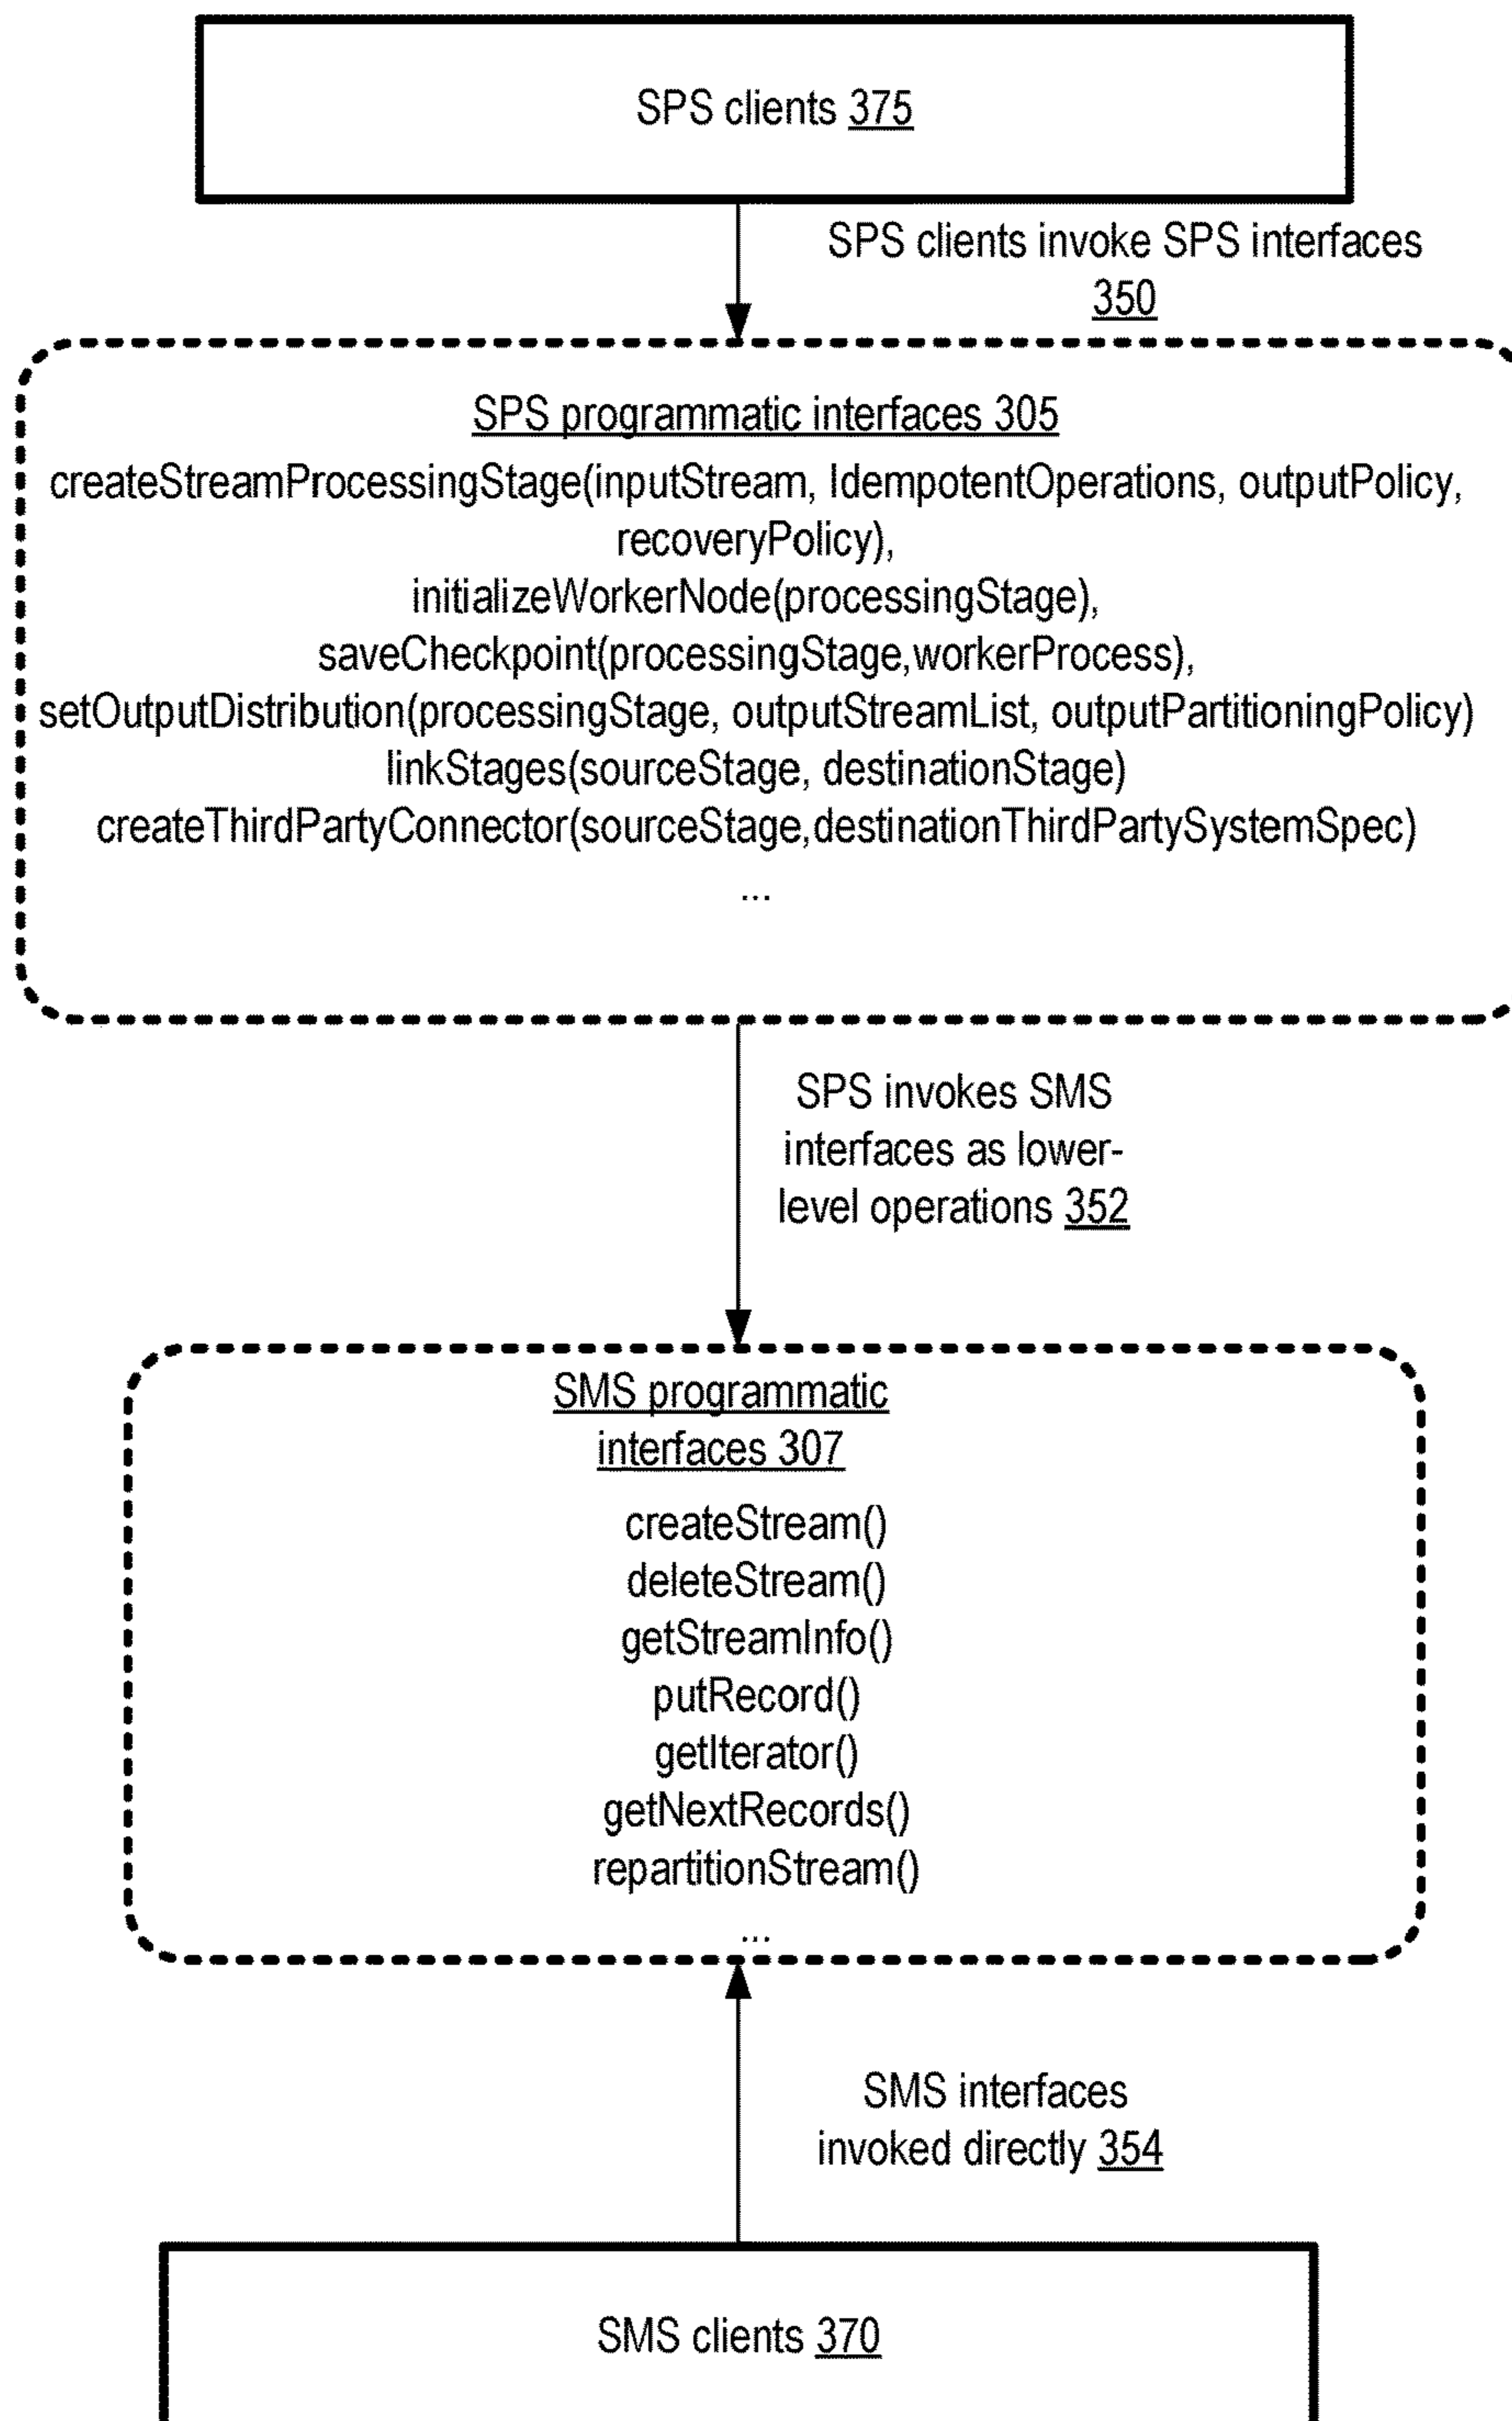 SPS clients 375
SPS clients invoke SPS interfaces
350
SPS programmatic interfaces 305
createStreamProcessingStage(inputStream, IdempotentOperations, outputPolicy,
recoveryPolicy),
initializeWorkerNode(processingStage),
saveCheckpoint(processingStage,workerProcess),
setOutputDistribution(processingStage, outputStreamList, outputPartitioningPolicy)
linkStages(sourceStage, destinationStage)
createThirdPartyConnector(sourceStage,destinationThirdPartySystemSpec)
...
SPS invokes SMS
interfaces as lower-
level operations 352
SMS programmatic
interfaces 307
createStream()
deleteStream()
getStreamInfo()
putRecord()
getIterator()
getNextRecords()
repartitionStream()
...
SMS interfaces
invoked directly 354
SMS clients 370